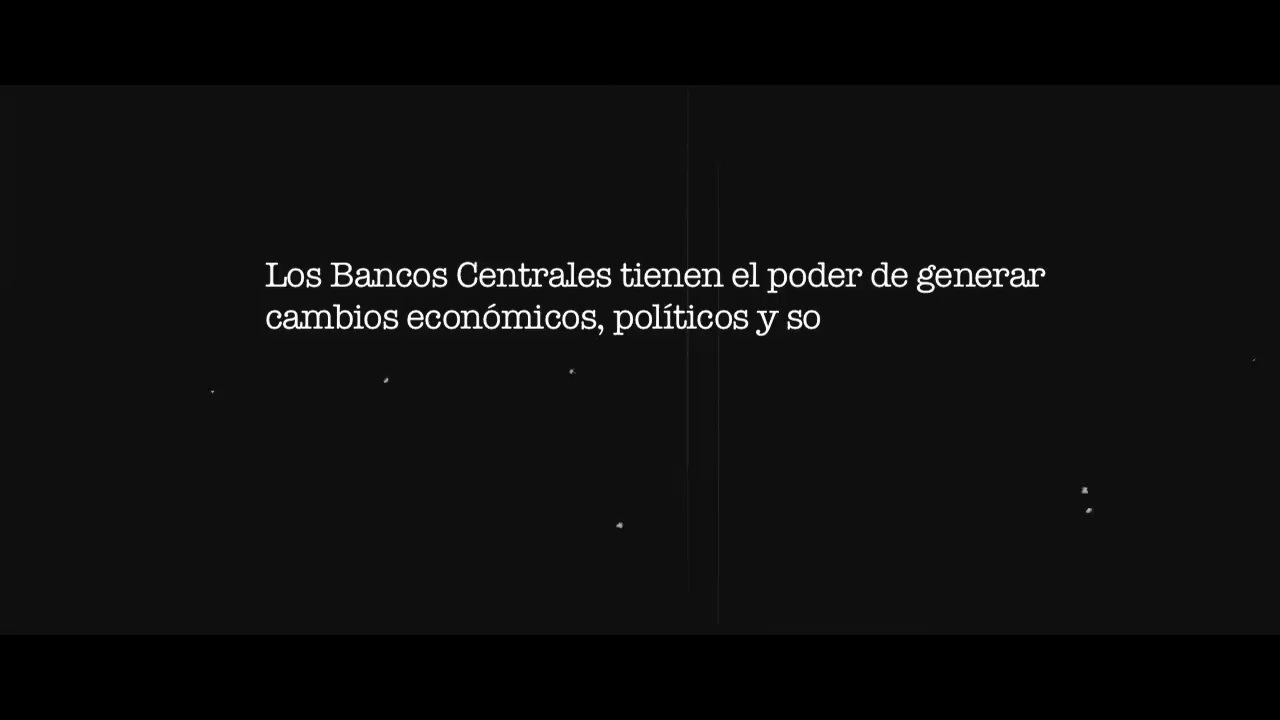 Los Bancos Centrales tienen el poder de generar
cambios económicos, políticos y so